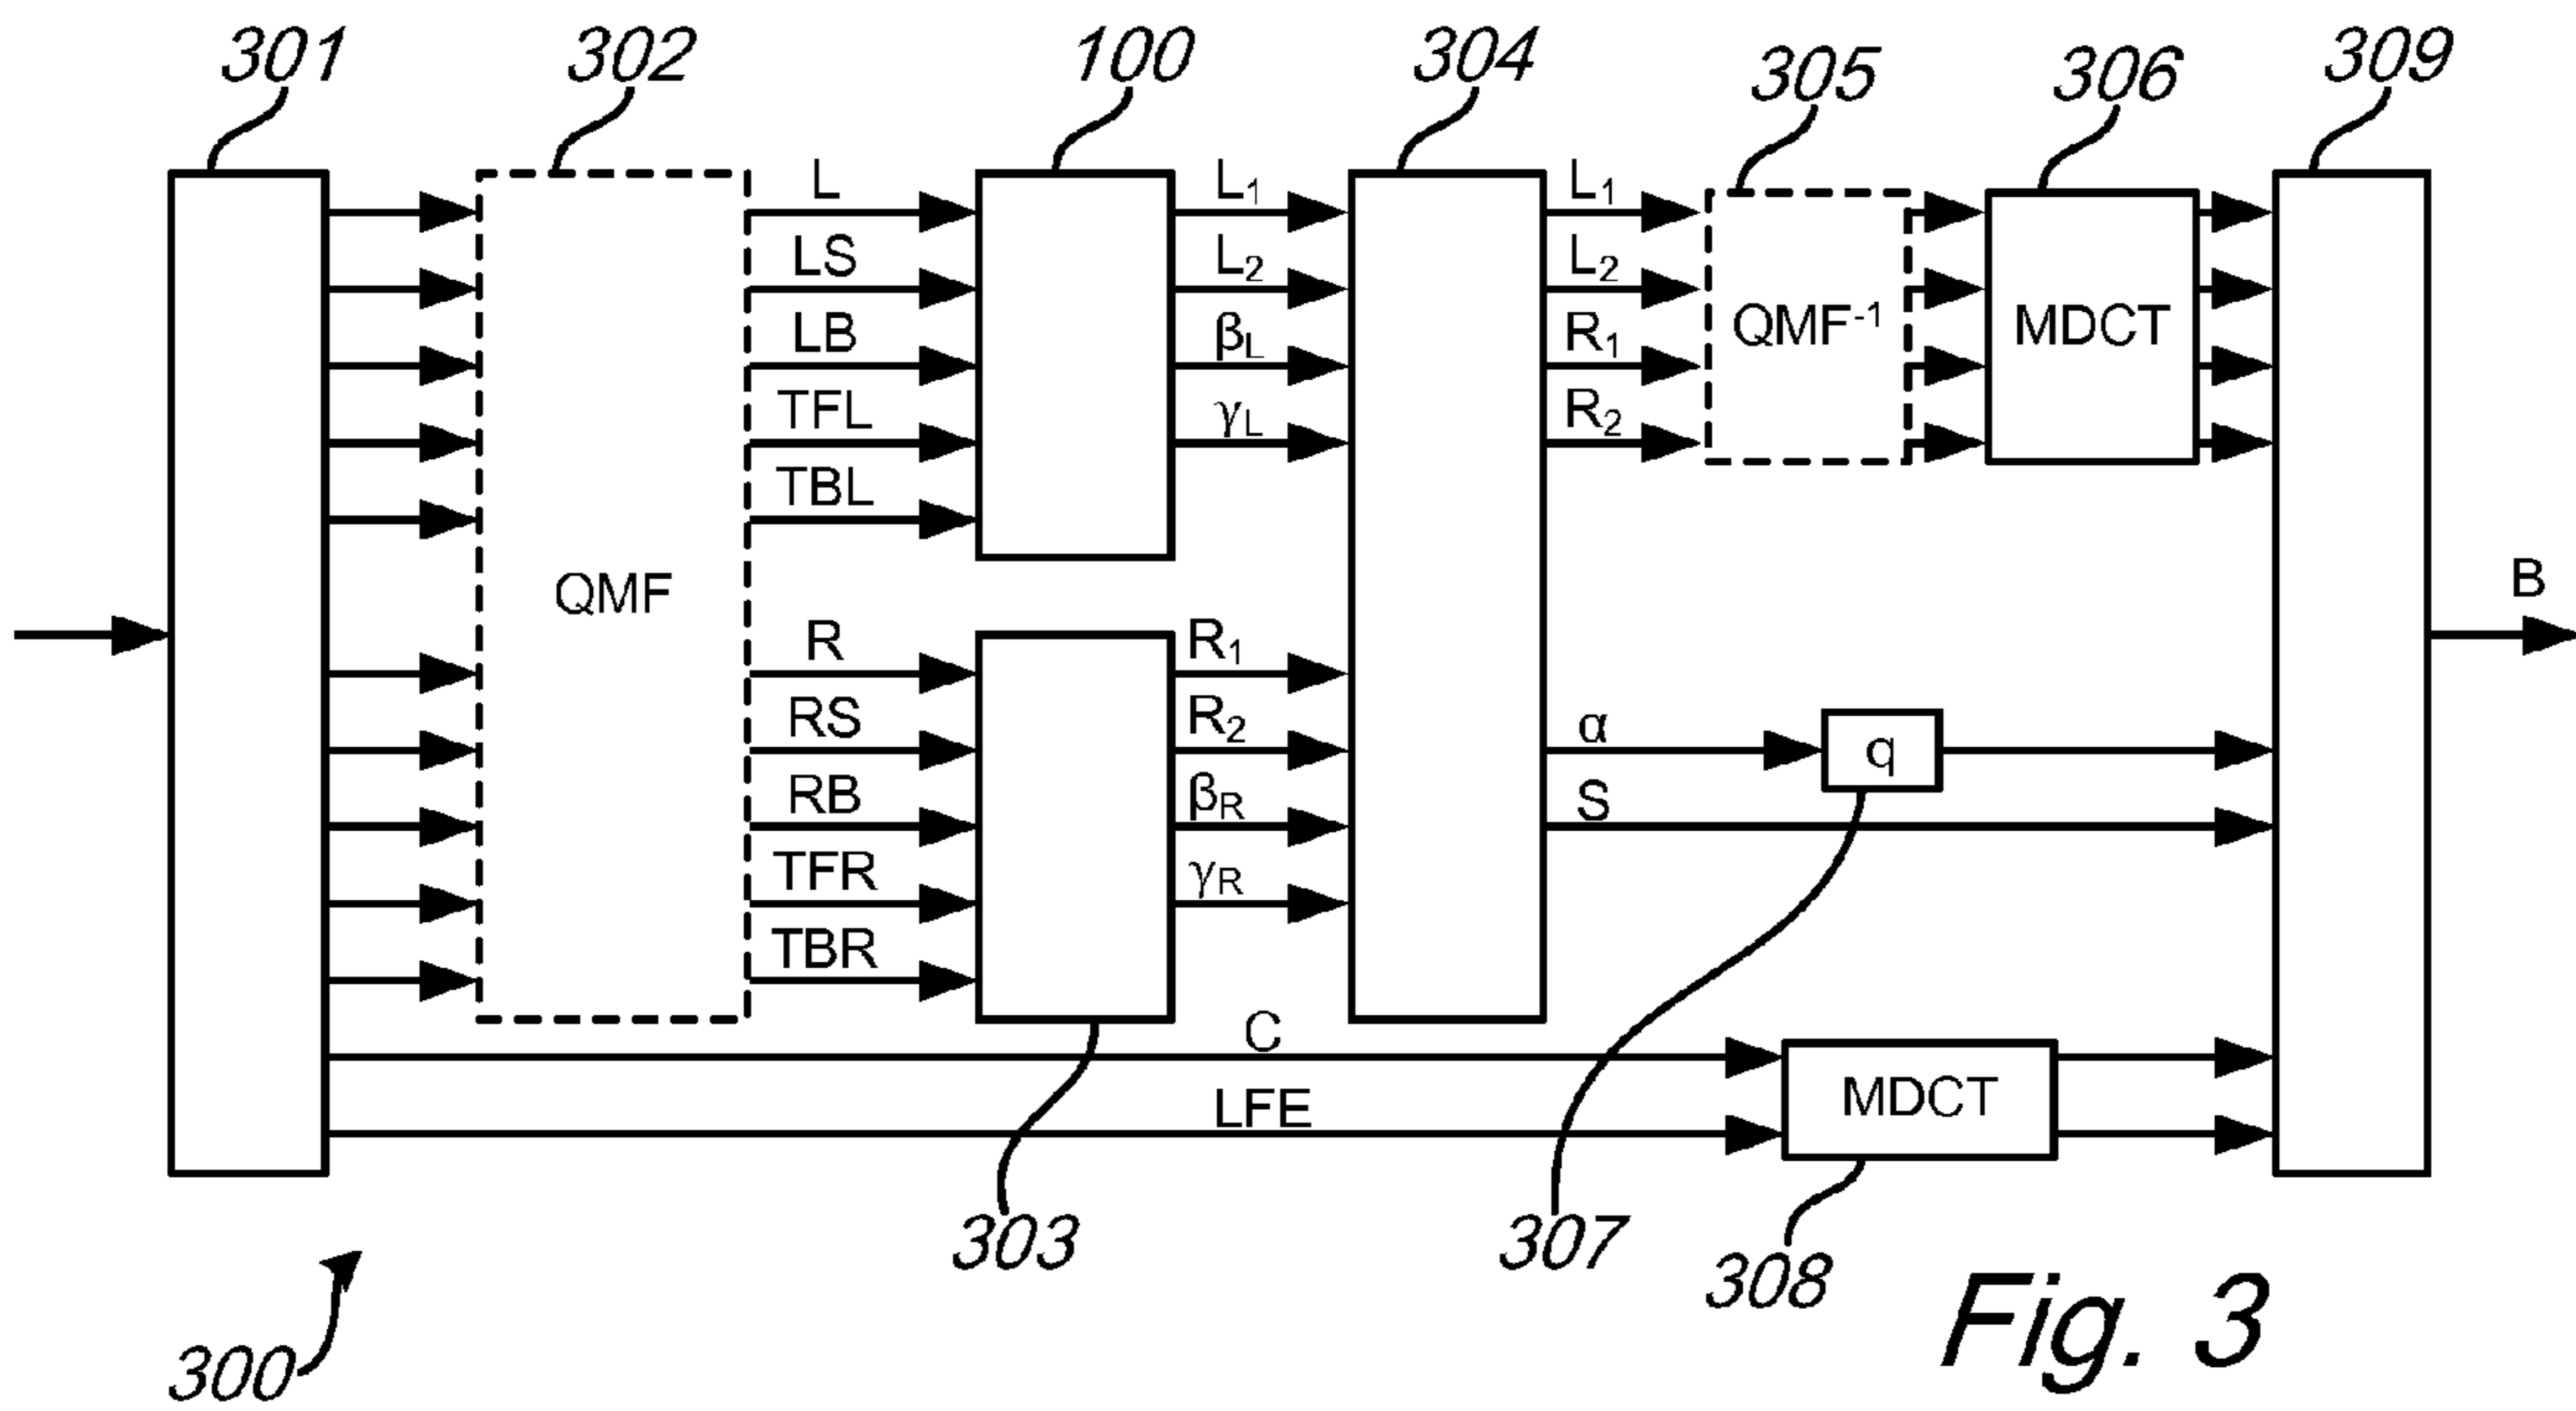 301
302
100
304
305
306
309
L
LS
LB
TFL
TBL
QMF
R
RS
RB
TFR
TBR
L₁
L₂
βL
γL
R₁
R₂
βR
γR
L₁
L₂
R₁
R₂
QMF⁻¹
MDCT
α
q
S
B
C
LFE
MDCT
303
307
308
300
Fig. 3